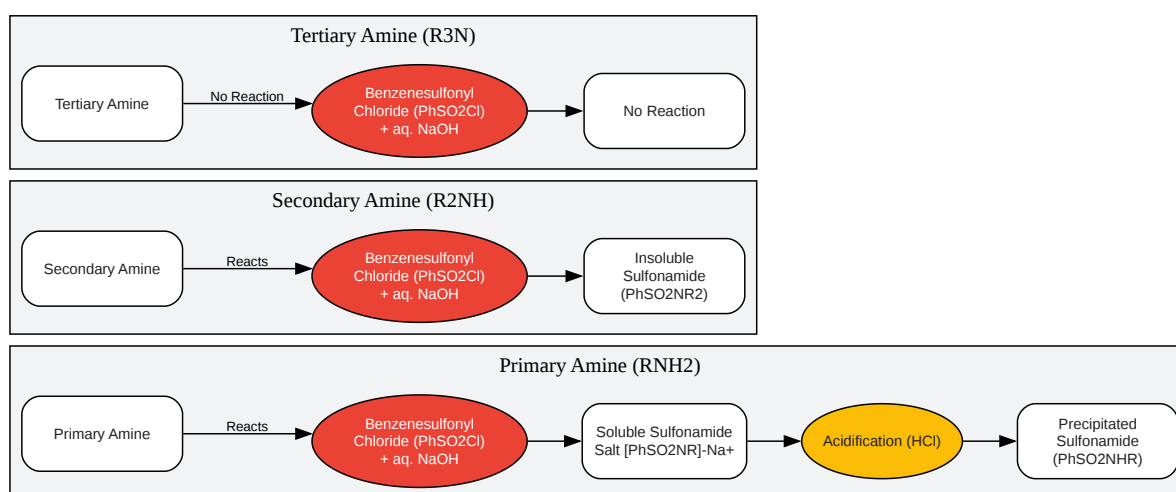 Tertiary Amine (R3N)
Tertiary Amine
No Reaction
Benzenesulfonyl
Chloride (PhSO2Cl)
+ aq. NaOH
No Reaction
Secondary Amine (R2NH)
Secondary Amine
Reacts
Benzenesulfonyl
Chloride (PhSO2Cl)
+ aq. NaOH
Insoluble
Sulfonamide
(PhSO2NR2)
Primary Amine (RNH2)
Primary Amine
Reacts
Benzenesulfonyl
Chloride (PhSO2Cl)
+ aq. NaOH
Soluble Sulfonamide
Salt [PhSO2NR]-Na+
Acidification (HCl)
Precipitated
Sulfonamide
(PhSO2NHR)